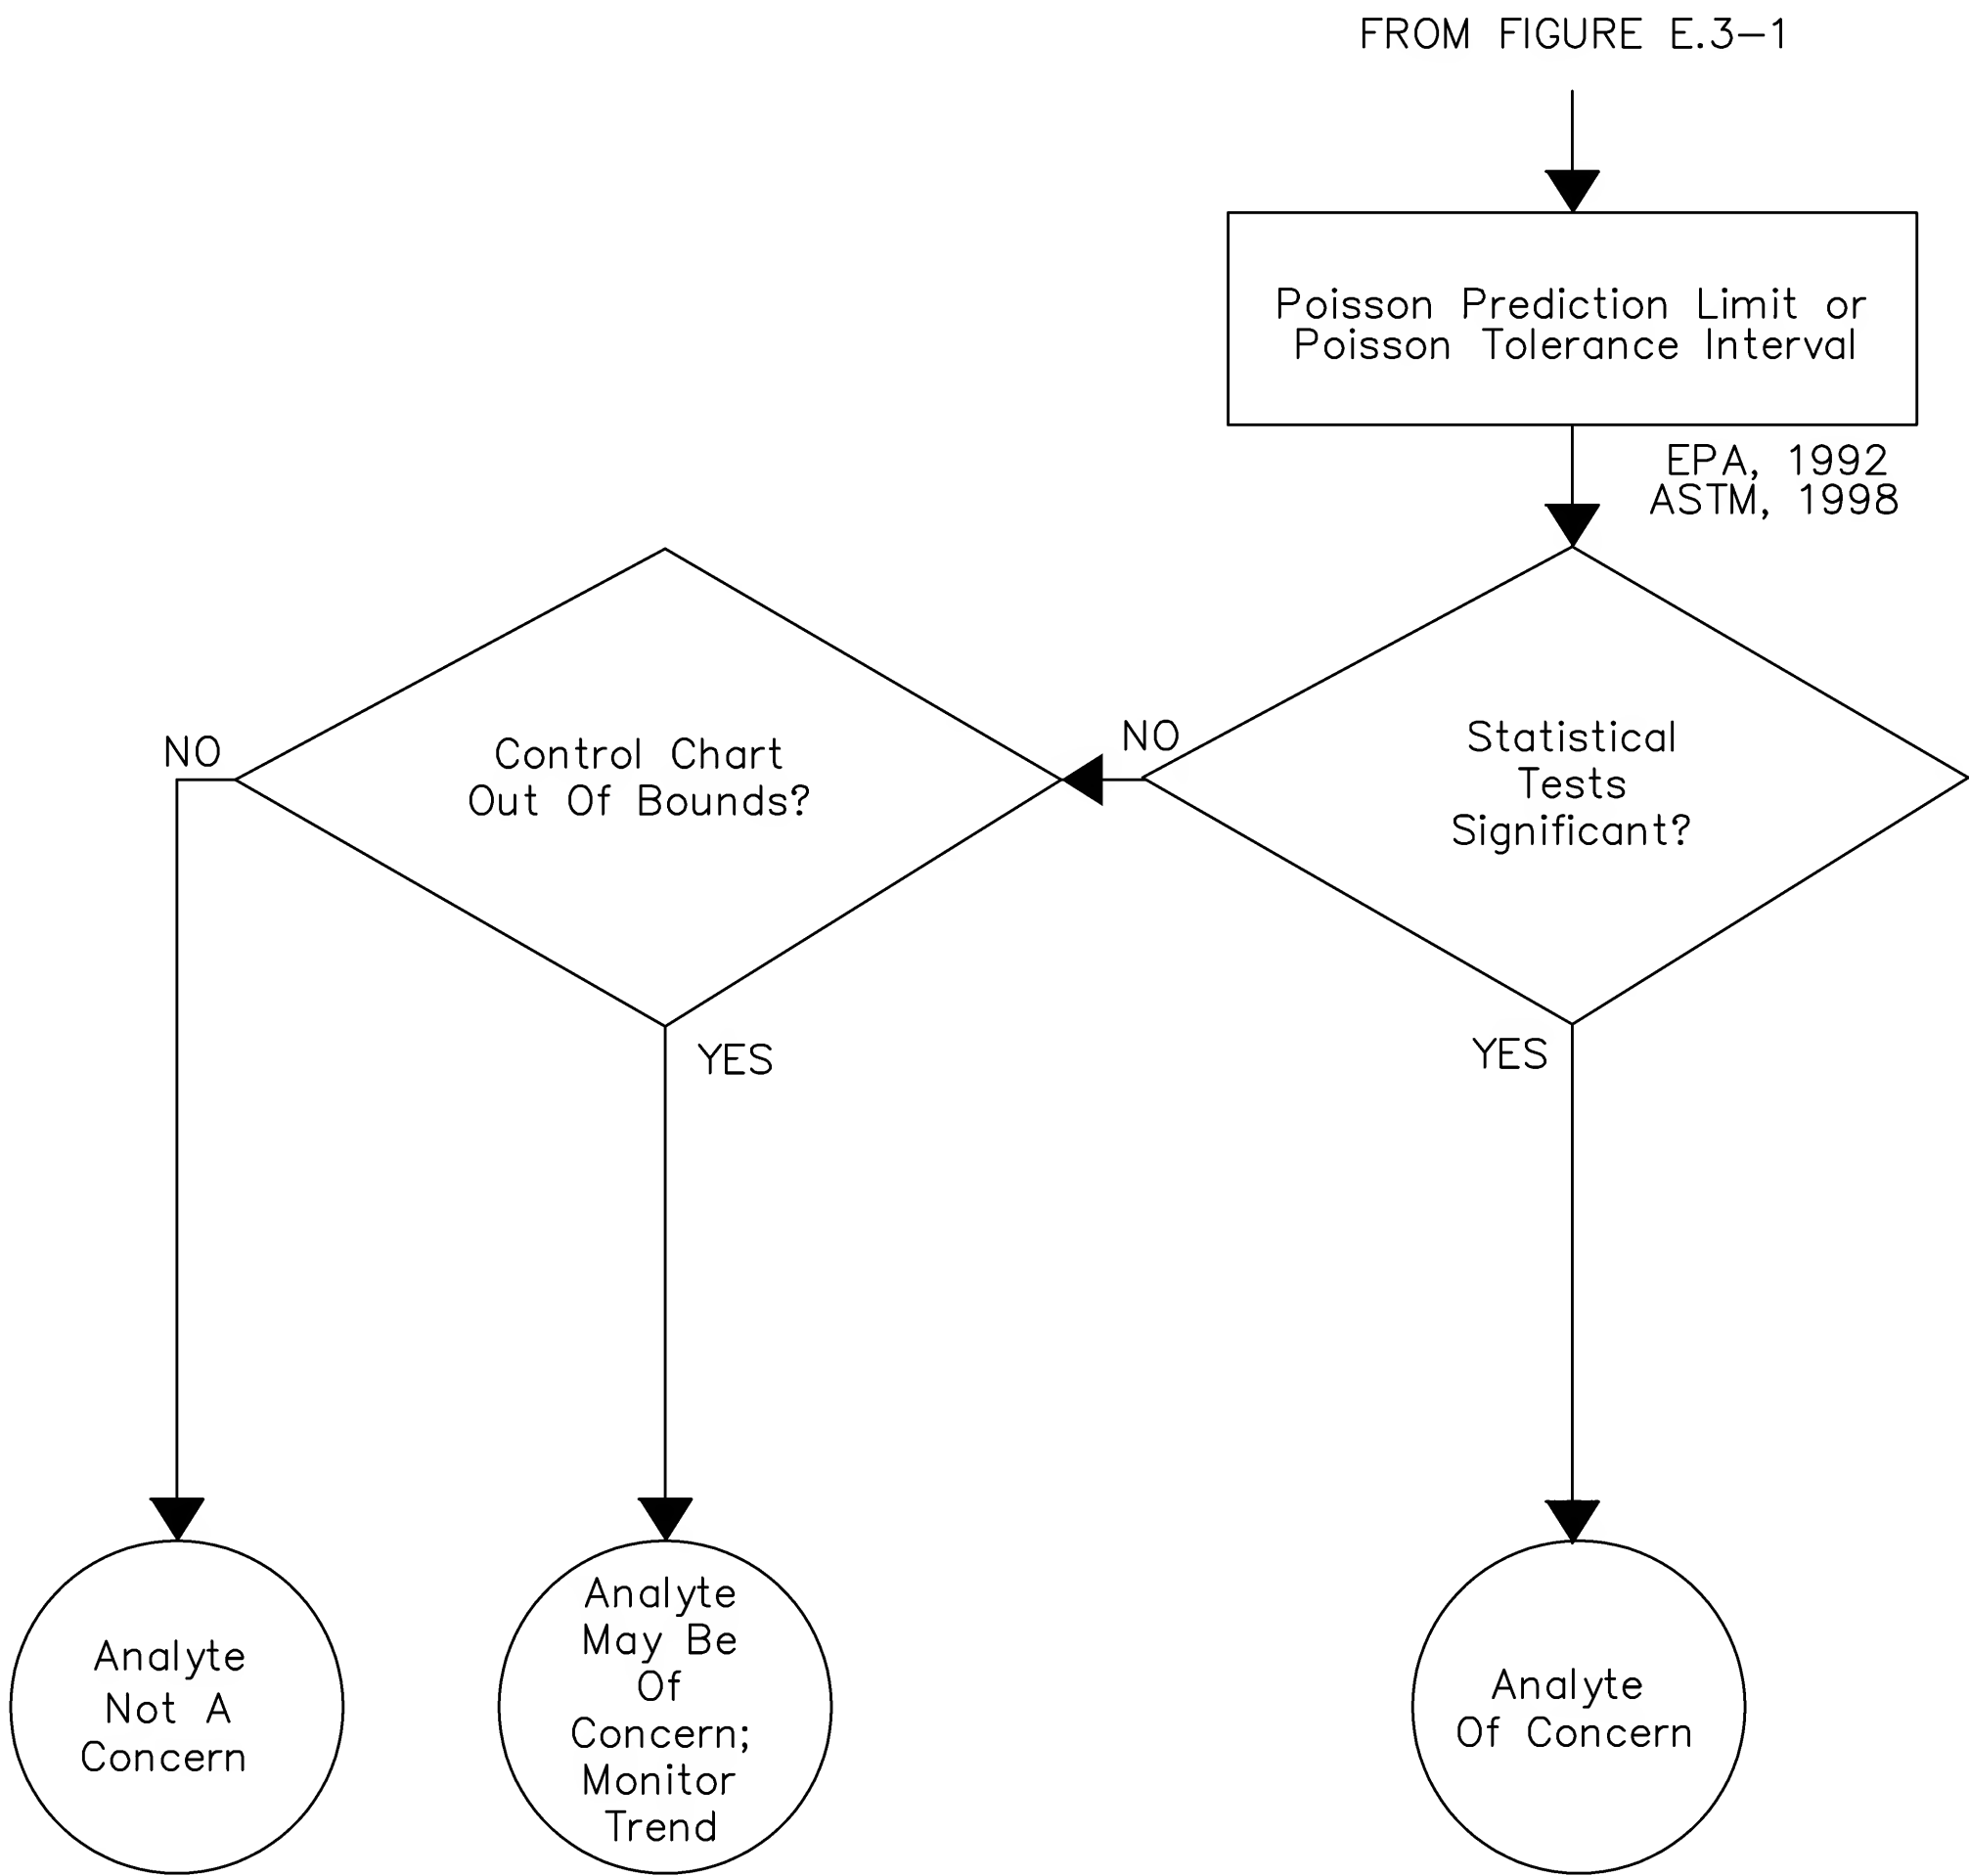 FROM FIGURE E.3-1
Poisson Prediction Limit or
Poisson Tolerance Interval
EPA, 1992
ASTM, 1998
Statistical
Tests
Significant?
NO
YES
Control Chart
Out Of Bounds?
NO
YES
Analyte
Not A
Concern
Analyte
May Be
Of
Concern;
Monitor
Trend
Analyte
Of Concern